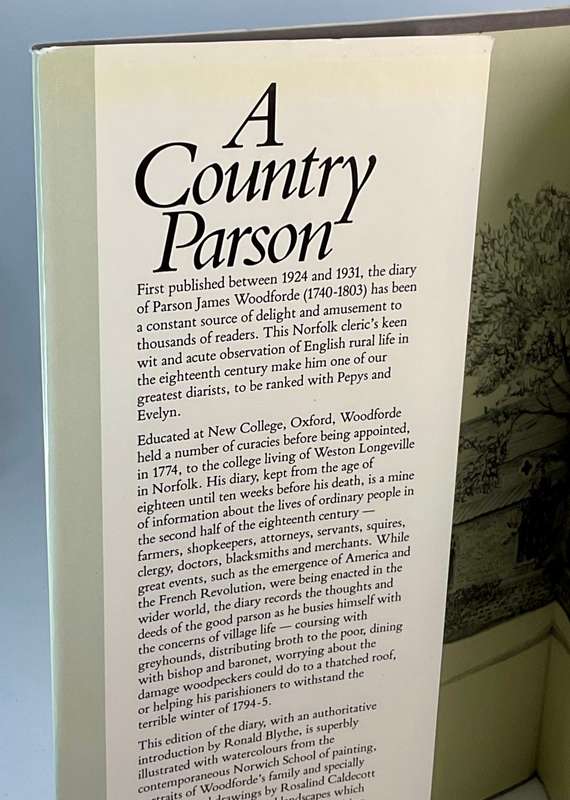 A
Country
Parson
First published between 1924 and 1931, the diary
of Parson James Woodforde (1740-1803) has been
a constant source of delight and amusement to
thousands of readers. This Norfolk cleric's keen
wit and acute observation of English rural life in
the eighteenth century make him one of our
greatest diarists, to be ranked with Pepys and
Evelyn.
Educated at New College, Oxford, Woodforde
held a number of curacies before being appointed,
in 1774, to the college living of Weston Longeville
in Norfolk. His diary, kept from the age of
eighteen until ten weeks before his death, is a mine
of information about the lives of ordinary people in
the second half of the eighteenth century —
farmers, shopkeepers, attorneys, servants, squires,
clergy, doctors, blacksmiths and merchants. While
great events, such as the emergence of America and
the French Revolution, were being enacted in the
wider world, the diary records the thoughts and
deeds of the good parson as he busies himself with
the concerns of village life — coursing with
greyhounds, distributing broth to the poor, dining
with bishop and baronet, worrying about the
damage woodpeckers could do to a thatched roof,
or helping his parishioners to withstand the
terrible winter of 1794-5.
This edition of the diary, with an authoritative
introduction by Ronald Blythe, is superbly
illustrated with watercolours from the
contemporaneous Norwich School of painting,
of Woodforde's family and specially
drawings by Rosalind Caldecott
landscapes which